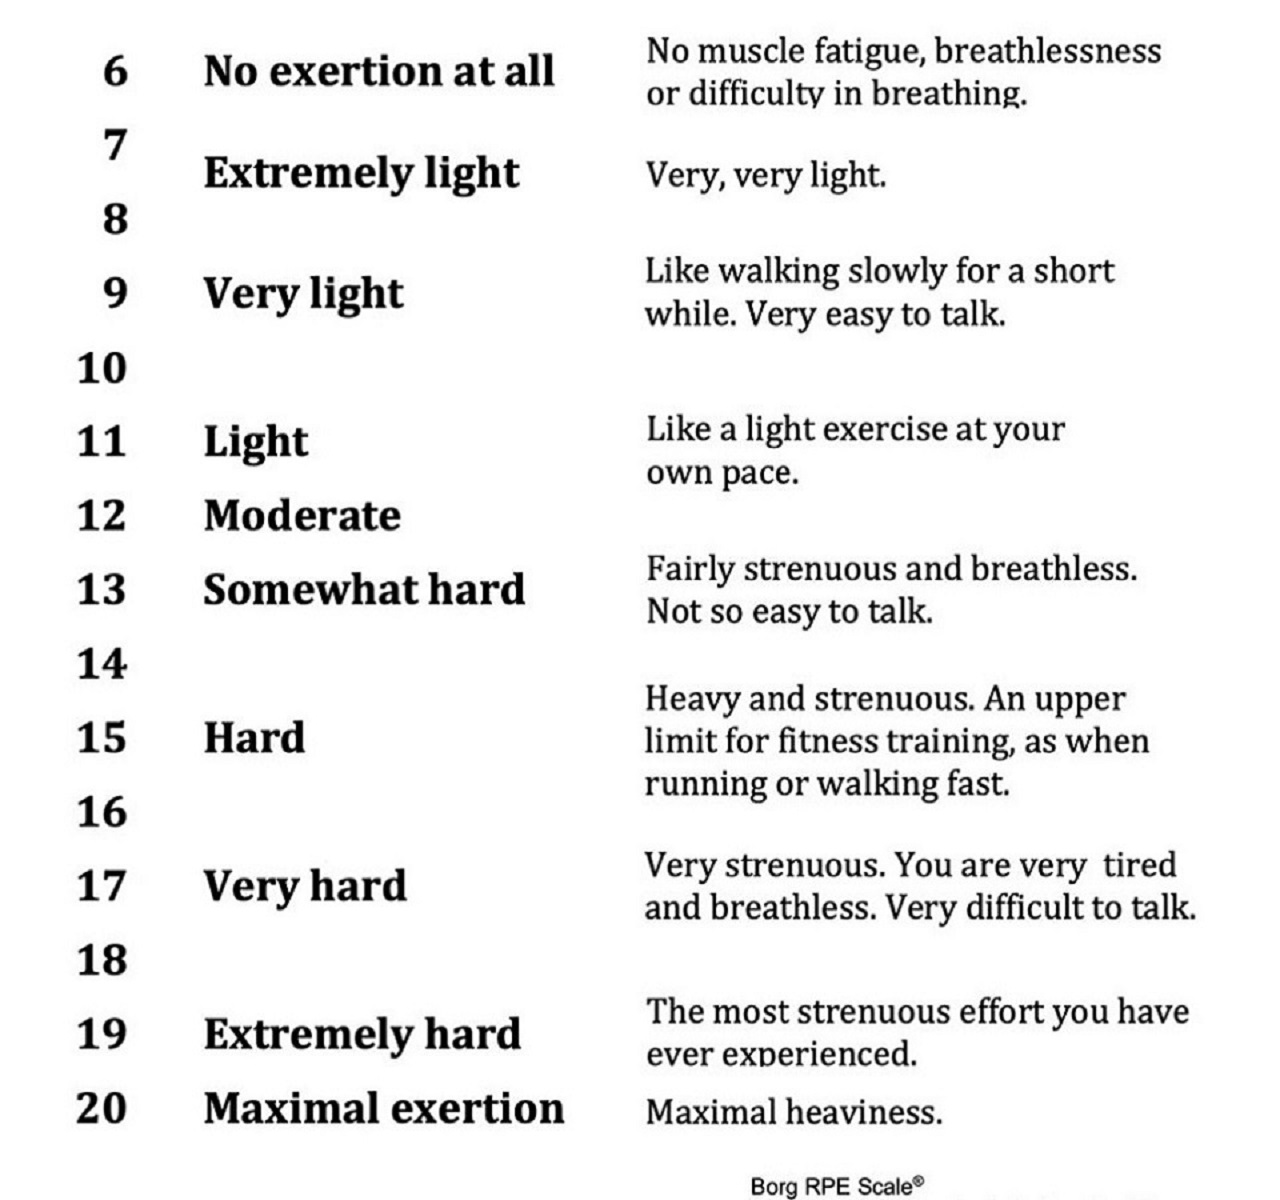 6 No exertion at all No muscle fatigue, breathlessness
or difficulty in breathing.
7
Extremely light Very, very light.
8
9 Very light Like walking slowly for a short
while. Very easy to talk.
10
11 Light Like a light exercise at your
own pace.
12 Moderate
13 Somewhat hard Fairly strenuous and breathless.
Not so easy to talk.
14
15 Hard Heavy and strenuous. An upper
limit for fitness training, as when
running or walking fast.
16
17 Very hard Very strenuous. You are very tired
and breathless. Very difficult to talk.
18
19 Extremely hard The most strenuous effort you have
ever experienced.
20 Maximal exertion Maximal heaviness.
Borg RPE Scale®